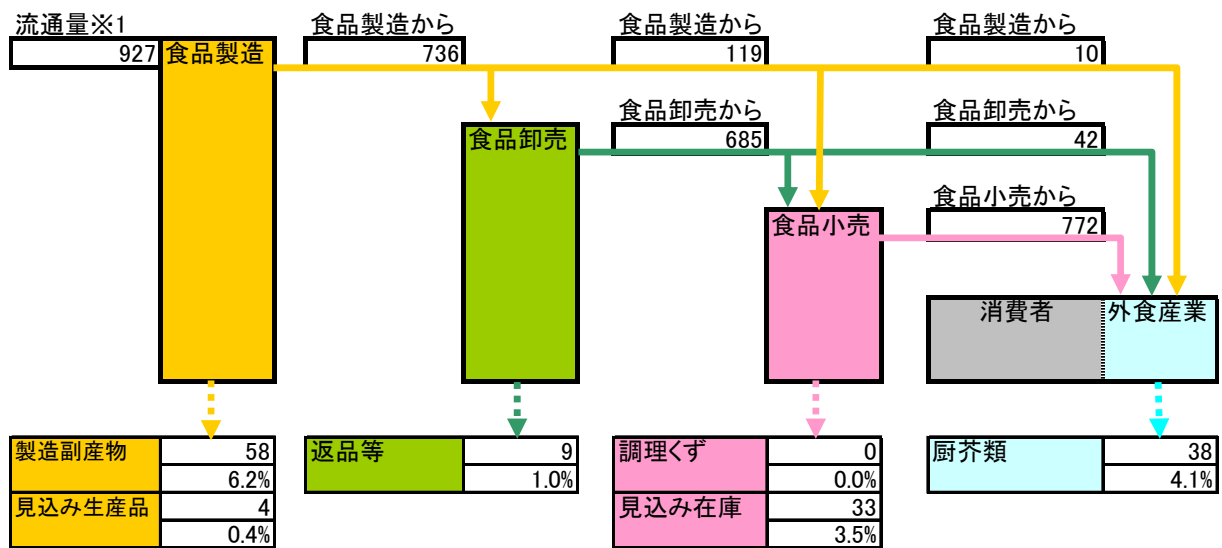 流通量※1
食品製造から
食品製造から
食品製造から
927
食品製造
736
119
10
食品卸売から
食品卸売から
食品卸売
685
42
食品小売から
食品小売
772
消費者
外食産業
製造副産物
58
6.2%
見込み生産品
4
0.4%
返品等
9
1.0%
調理くず
0
0.0%
見込み在庫
33
3.5%
厨芥類
38
4.1%